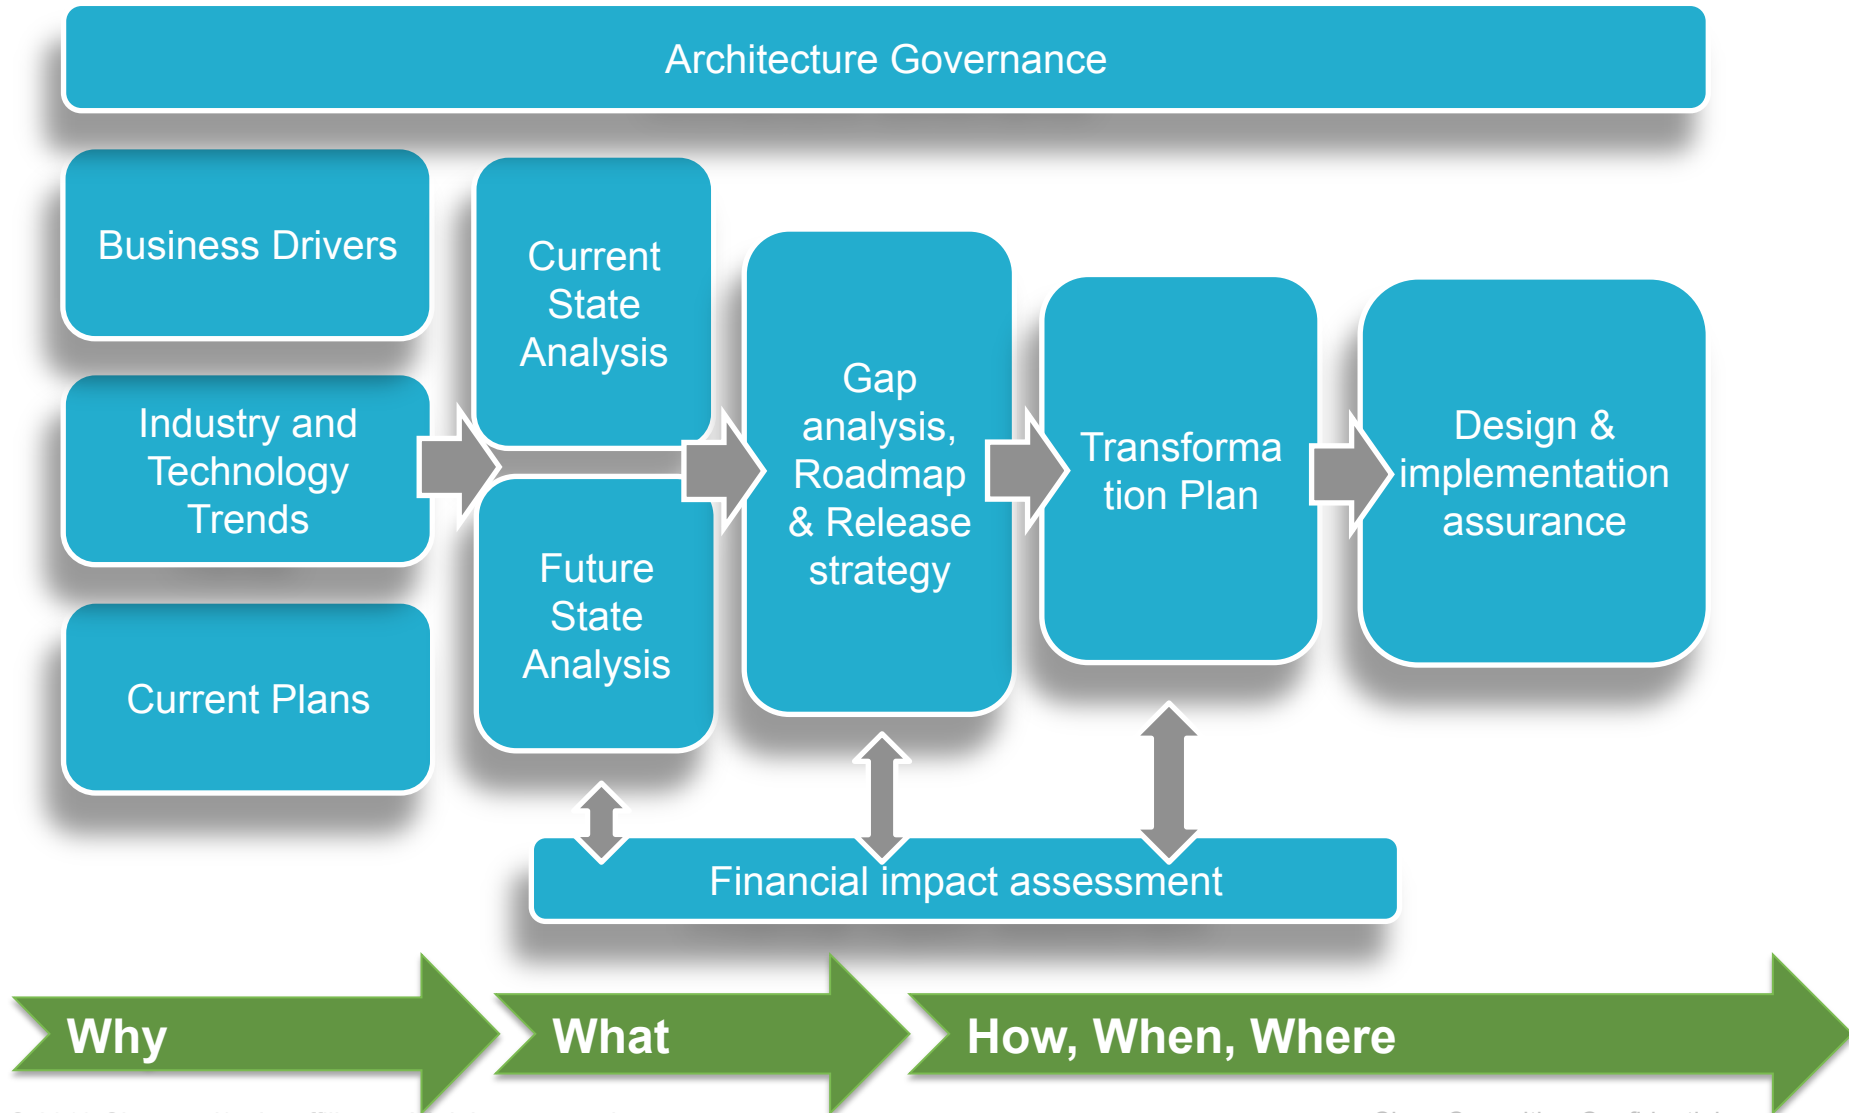 Architecture Governance
Business Drivers
Current
State
Analysis
Industry and
Technology
Trends
Gap
analysis,
Roadmap
& Release
strategy
Transforma
tion Plan
Design &
implementation
assurance
Future
State
Analysis
Current Plans
Financial impact assessment
Why
What
How, When, Where